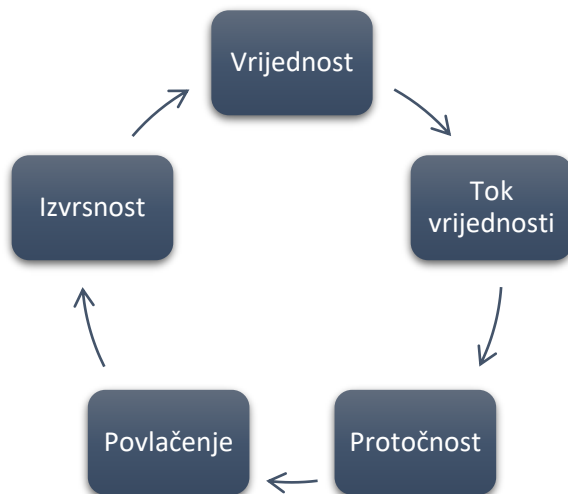 Vrijednost
Tok
vrijednosti
Protočnost
Povlačenje
Izvrsnost